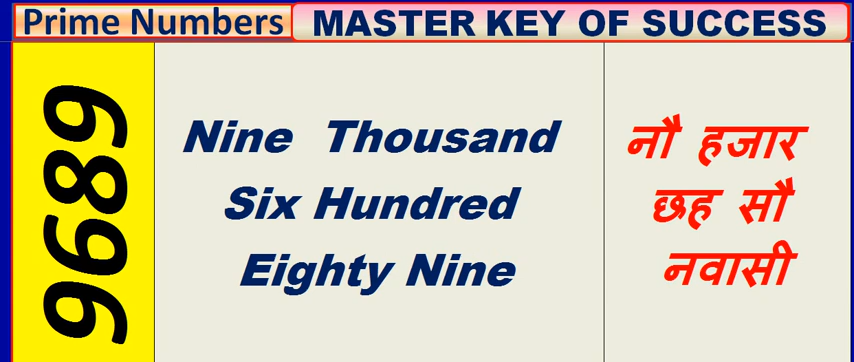 Prime Numbers MASTER KEY OF SUCCESS
9689
Nine Thousand
Six Hundred
Eighty Nine
नौ हजार
छह सौ
नवासी